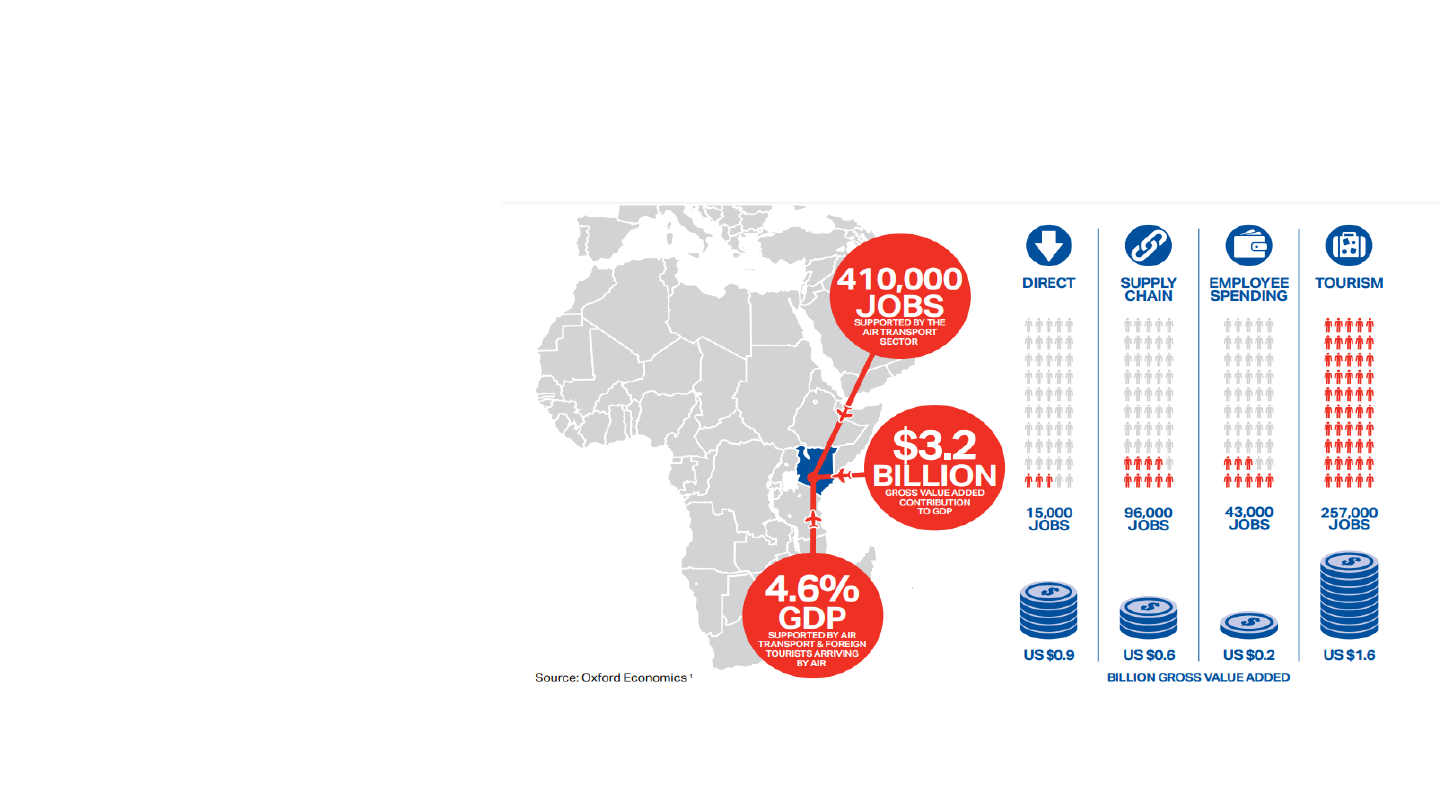 410,000
JOBS
SUPPORTED BY THE
AIR TRANSPORT
SECTOR
$3.2
BILLION
GROSS VALUE ADDED
CONTRIBUTION
TO GDP
4.6%
GDP
SUPPORTED BY AIR
TRANSPORT & FOREIGN
TOURISTS ARRIVING
BY AIR
Source: Oxford Economics ¹
DIRECT
15,000
JOBS
US $0.9
SUPPLY
CHAIN
96,000
JOBS
US $0.6
EMPLOYEE
SPENDING
43,000
JOBS
US $0.2
TOURISM
257,000
JOBS
US $1.6
BILLION GROSS VALUE ADDED